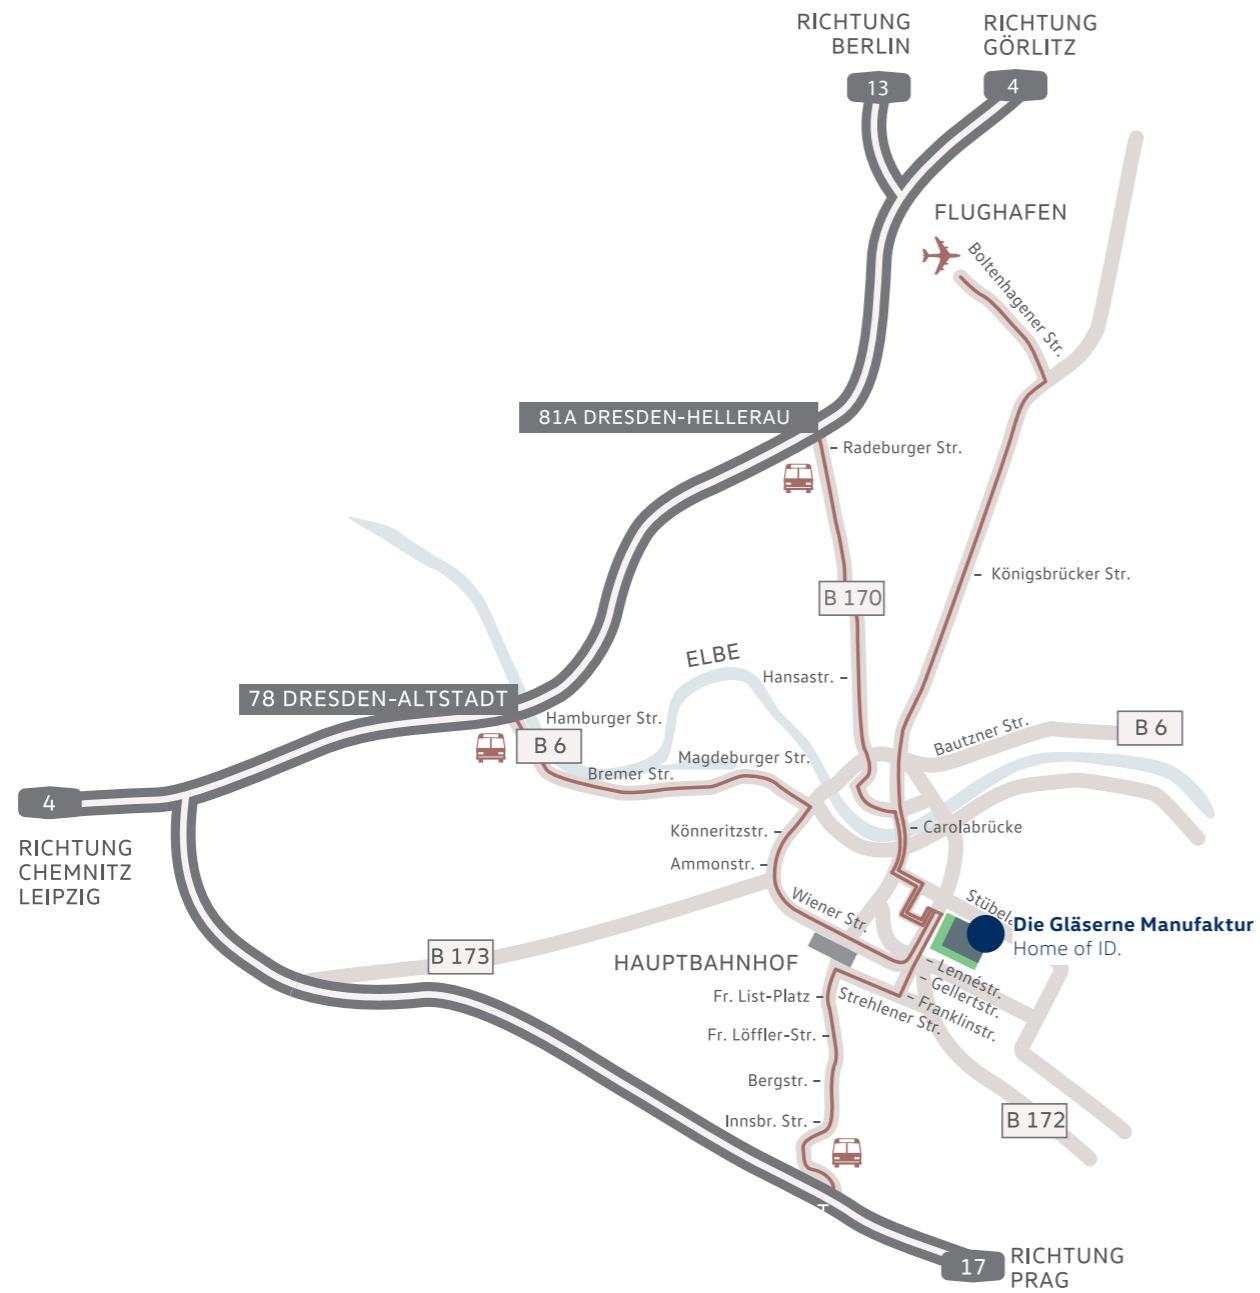 RICHTUNG
BERLIN
RICHTUNG
GÖRLITZ
13
4
FLUGHAFEN
Boltenhagener Str.
81A DRESDEN-HELLERAU
– Radeburger Str.
– Königsbrücker Str.
B 170
ELBE
Hansastr. –
78 DRESDEN-ALTSTADT
Hamburger Str.
B 6
Bautzner Str.
B 6
Magdeburger Str.
Bremer Str.
4
RICHTUNG
CHEMNITZ
LEIPZIG
Könneritzstr. –
– Carolabrücke
Ammonstr. –
Wiener Str.
Stübela
Die Gläserne Manufaktur
Home of ID.
B 173
HAUPTBAHNHOF
– Lennéstr.
– Gellertstr.
– Franklinstr.
Strehlener Str.
Fr. List-Platz –
Fr. Löffler-Str. –
Bergstr. –
Innsbr. Str. –
B 172
17
RICHTUNG
PRAG